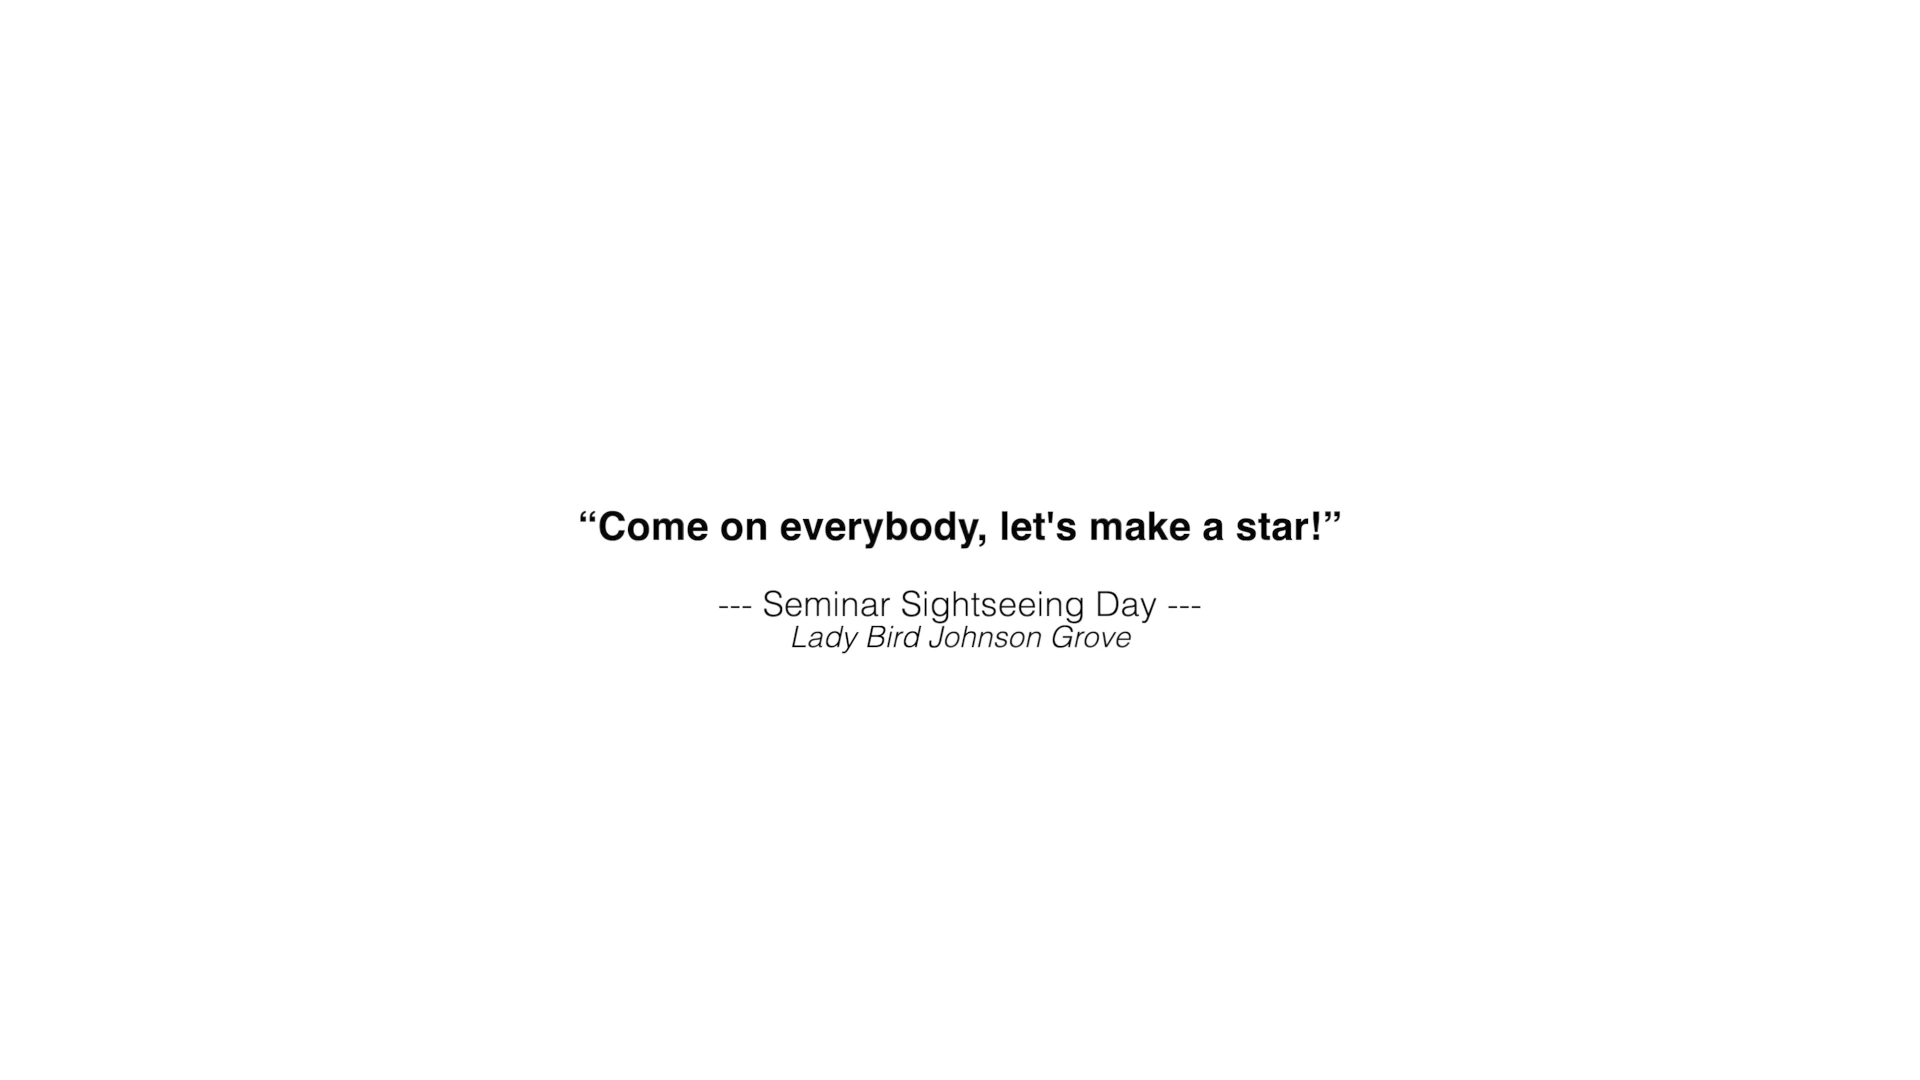 “Come on everybody, let's make a star!”
--- Seminar Sightseeing Day ---
Lady Bird Johnson Grove